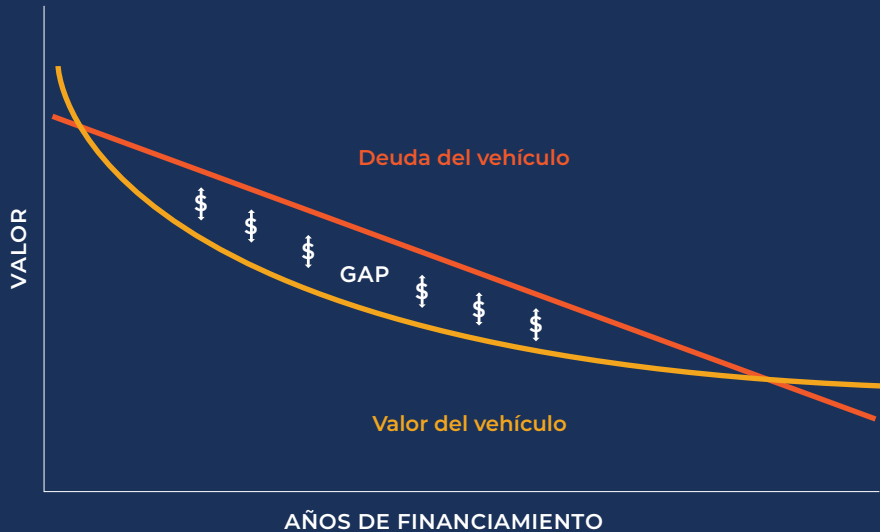 Deuda del vehículo
$
$
$
GAP
$
$
$
Valor del vehículo
VALOR
AÑOS DE FINANCIAMIENTO